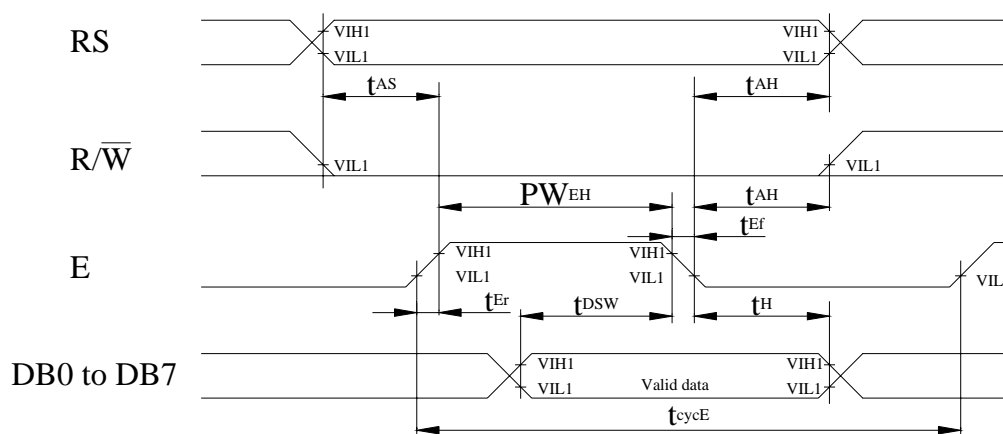 RS
VIH1
VIL1
VIH1
VIL1
tAS
tAH
R/W̅
VIL1
VIL1
PWEH
tAH
tEf
E
VIH1
VIL1
VIH1
VIL1
VIL
tEr
tDSW
tH
DB0 to DB7
VIH1
VIL1
Valid data
VIH1
VIL1
tcycE